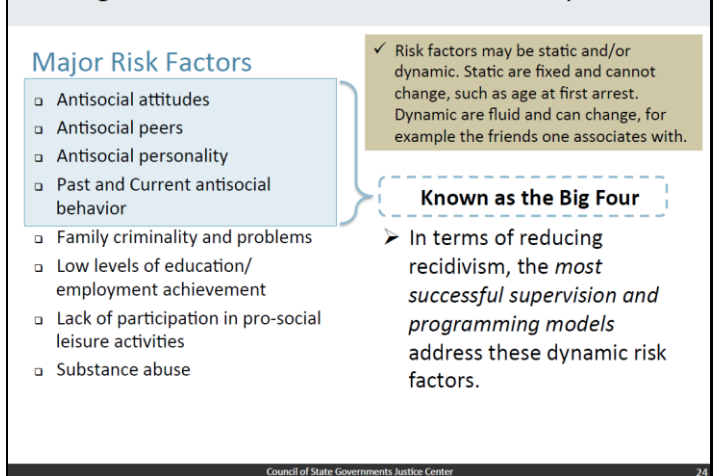 Major Risk Factors
❑ Antisocial attitudes
❑ Antisocial peers
❑ Antisocial personality
❑ Past and Current antisocial
behavior
❑ Family criminality and problems
❑ Low levels of education/
employment achievement
❑ Lack of participation in pro-social
leisure activities
❑ Substance abuse
✓ Risk factors may be static and/or
dynamic. Static are fixed and cannot
change, such as age at first arrest.
Dynamic are fluid and can change, for
example the friends one associates with.
Known as the Big Four
➢ In terms of reducing
recidivism, the most
successful supervision and
programming models
address these dynamic risk
factors.
Council of State Governments Justice Center
24